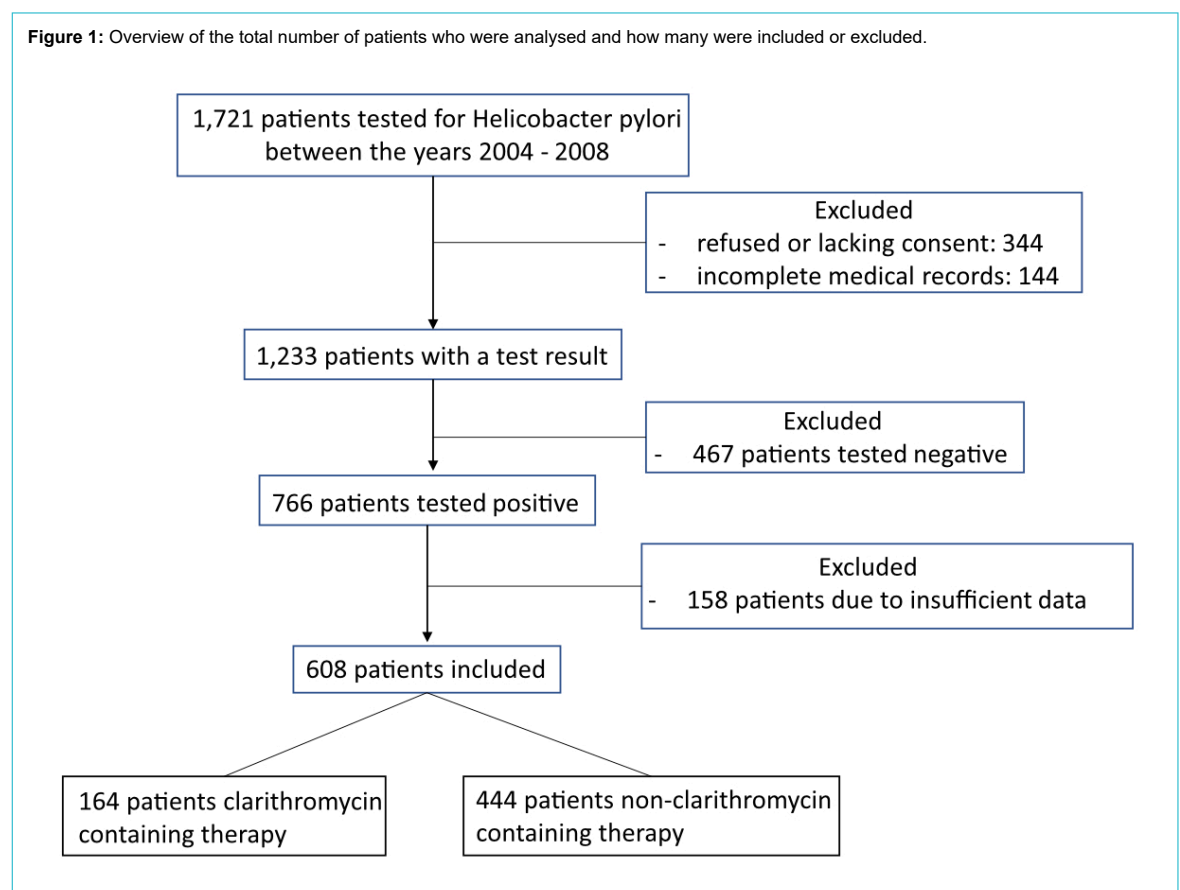 Figure 1: Overview of the total number of patients who were analysed and how many were included or excluded.
1,721 patients tested for Helicobacter pylori
between the years 2004 - 2008
Excluded
- refused or lacking consent: 344
- incomplete medical records: 144
1,233 patients with a test result
Excluded
- 467 patients tested negative
766 patients tested positive
Excluded
- 158 patients due to insufficient data
608 patients included
164 patients clarithromycin
containing therapy
444 patients non-clarithromycin
containing therapy